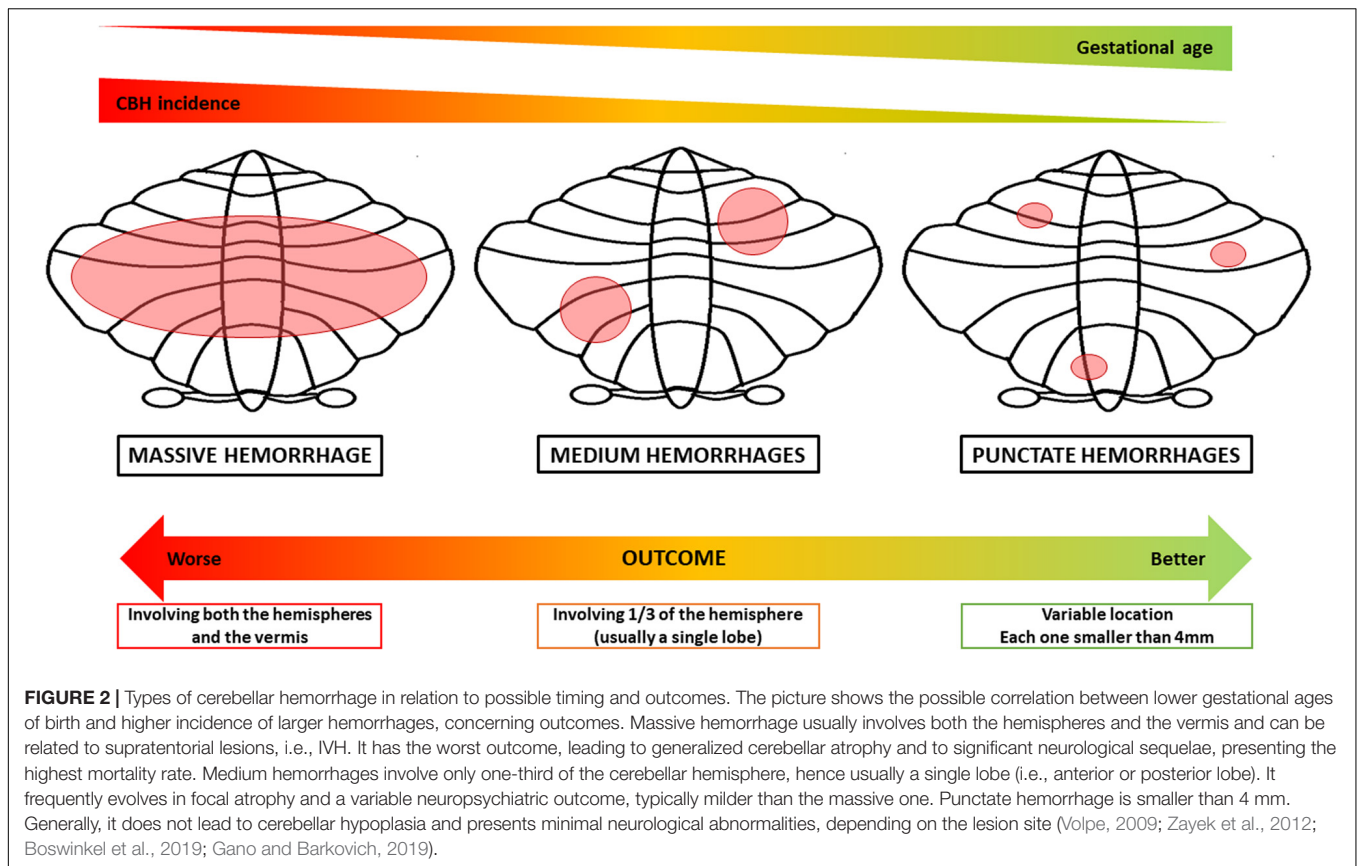 Gestational age
CBH incidence
MASSIVE HEMORRHAGE
MEDIUM HEMORRHAGES
PUNCTATE HEMORRHAGES
Worse
OUTCOME
Better
Involving both the hemispheres
and the vermis
Involving 1/3 of the hemisphere
(usually a single lobe)
Variable location
Each one smaller than 4mm
FIGURE 2 | Types of cerebellar hemorrhage in relation to possible timing and outcomes. The picture shows the possible correlation between lower gestational ages
of birth and higher incidence of larger hemorrhages, concerning outcomes. Massive hemorrhage usually involves both the hemispheres and the vermis and can be
related to supratentorial lesions, i.e., IVH. It has the worst outcome, leading to generalized cerebellar atrophy and to significant neurological sequelae, presenting the
highest mortality rate. Medium hemorrhages involve only one-third of the cerebellar hemisphere, hence usually a single lobe (i.e., anterior or posterior lobe). It
frequently evolves in focal atrophy and a variable neuropsychiatric outcome, typically milder than the massive one. Punctate hemorrhage is smaller than 4 mm.
Generally, it does not lead to cerebellar hypoplasia and presents minimal neurological abnormalities, depending on the lesion site (Volpe, 2009; Zayek et al., 2012;
Boswinkel et al., 2019; Gano and Barkovich, 2019).